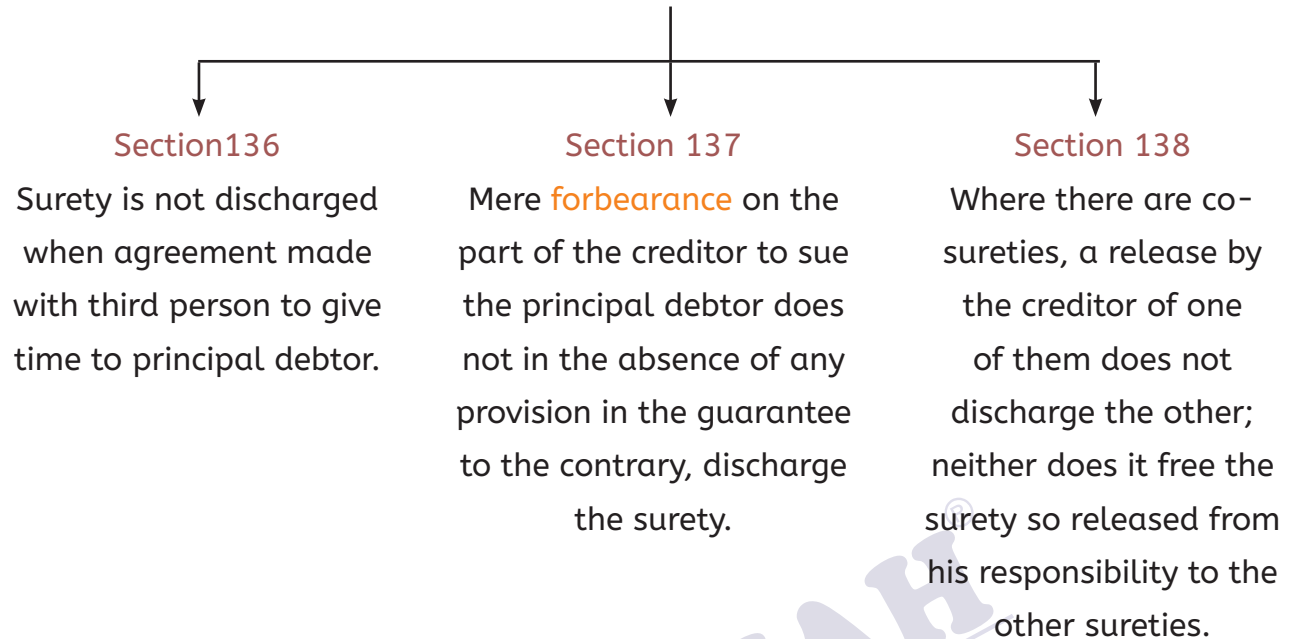 Section136
Surety is not discharged
when agreement made
with third person to give
time to principal debtor.
Section 137
Mere forbearance on the
part of the creditor to sue
the principal debtor does
not in the absence of any
provision in the guarantee
to the contrary, discharge
the surety.
Section 138
Where there are co-
sureties, a release by
the creditor of one
of them does not
discharge the other;
neither does it free the
surety so released from
his responsibility to the
other sureties.